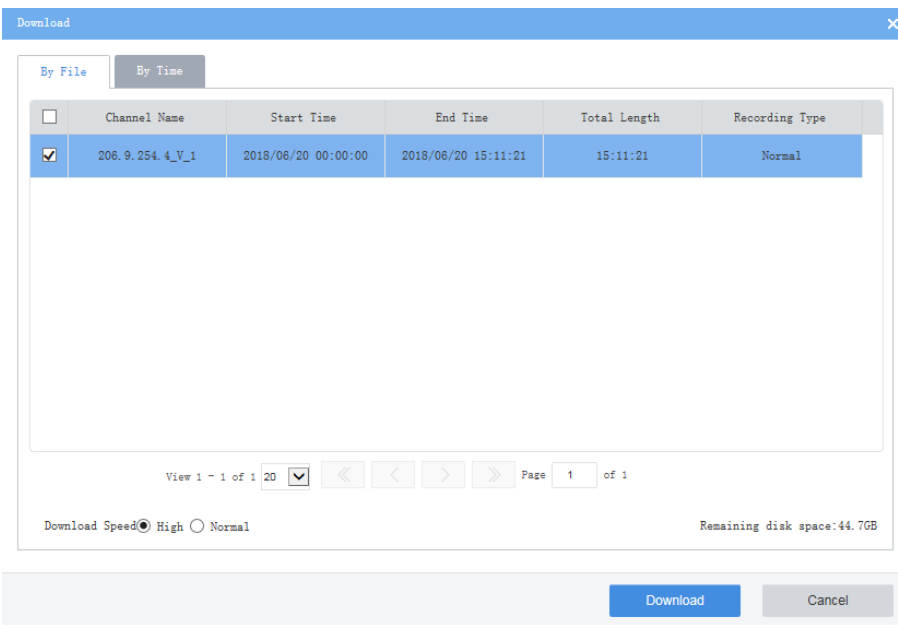 Download
By File By Time
Channel Name Start Time End Time Total Length Recording Type
206.9.254.4_V_1 2018/06/20 00:00:00 2018/06/20 15:11:21 15:11:21 Normal
View 1 - 1 of 1 20 Page 1 of 1
Download Speed High Normal Remaining disk space:44.7GB
Download Cancel